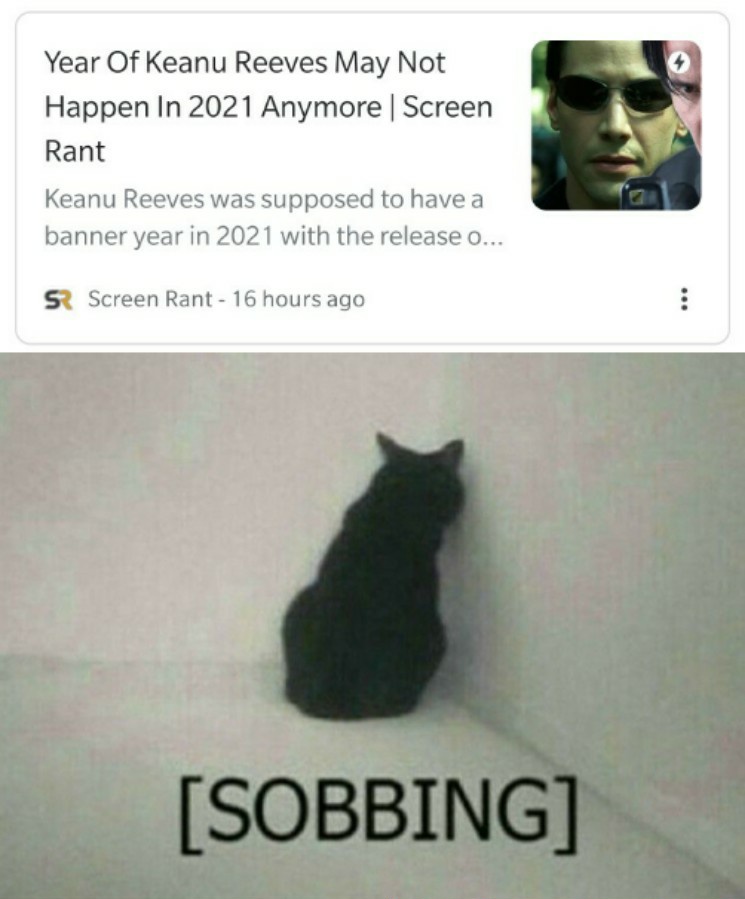 Year Of Keanu Reeves May Not
Happen In 2021 Anymore | Screen
Rant
Keanu Reeves was supposed to have a
banner year in 2021 with the release o...
SR Screen Rant - 16 hours ago
[SOBBING]